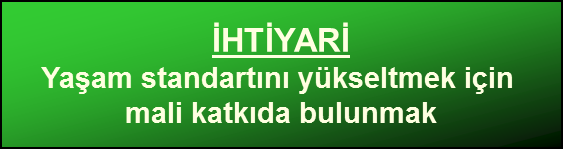 İHTİYARİ
Yaşam standartını yükseltmek için
mali katkıda bulunmak